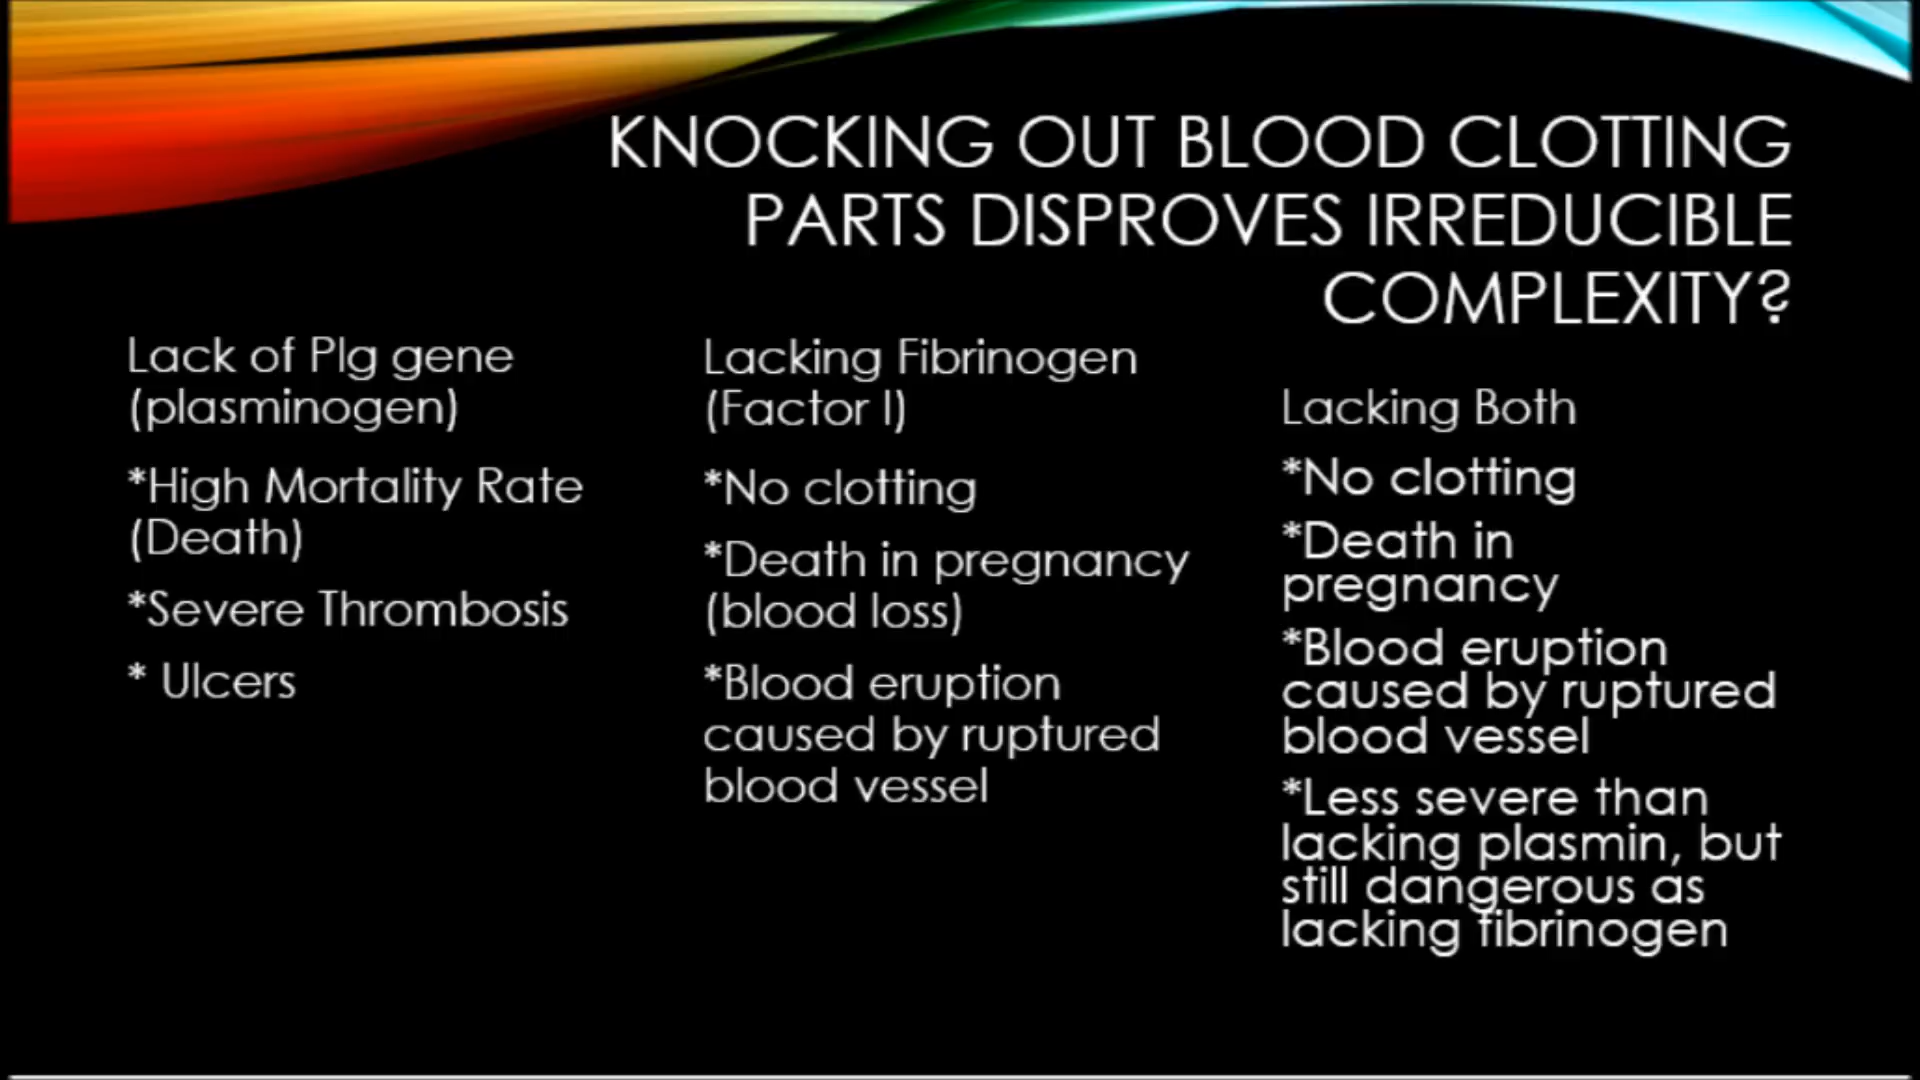 KNOCKING OUT BLOOD CLOTTING
PARTS DISPROVES IRREDUCIBLE
COMPLEXITY?
Lack of Plg gene
(plasminogen)
*High Mortality Rate
(Death)
*Severe Thrombosis
* Ulcers
Lacking Fibrinogen
(Factor I)
*No clotting
*Death in pregnancy
(blood loss)
*Blood eruption
caused by ruptured
blood vessel
Lacking Both
*No clotting
*Death in
pregnancy
*Blood eruption
caused by ruptured
blood vessel
*Less severe than
lacking plasmin, but
still dangerous as
lacking fibrinogen